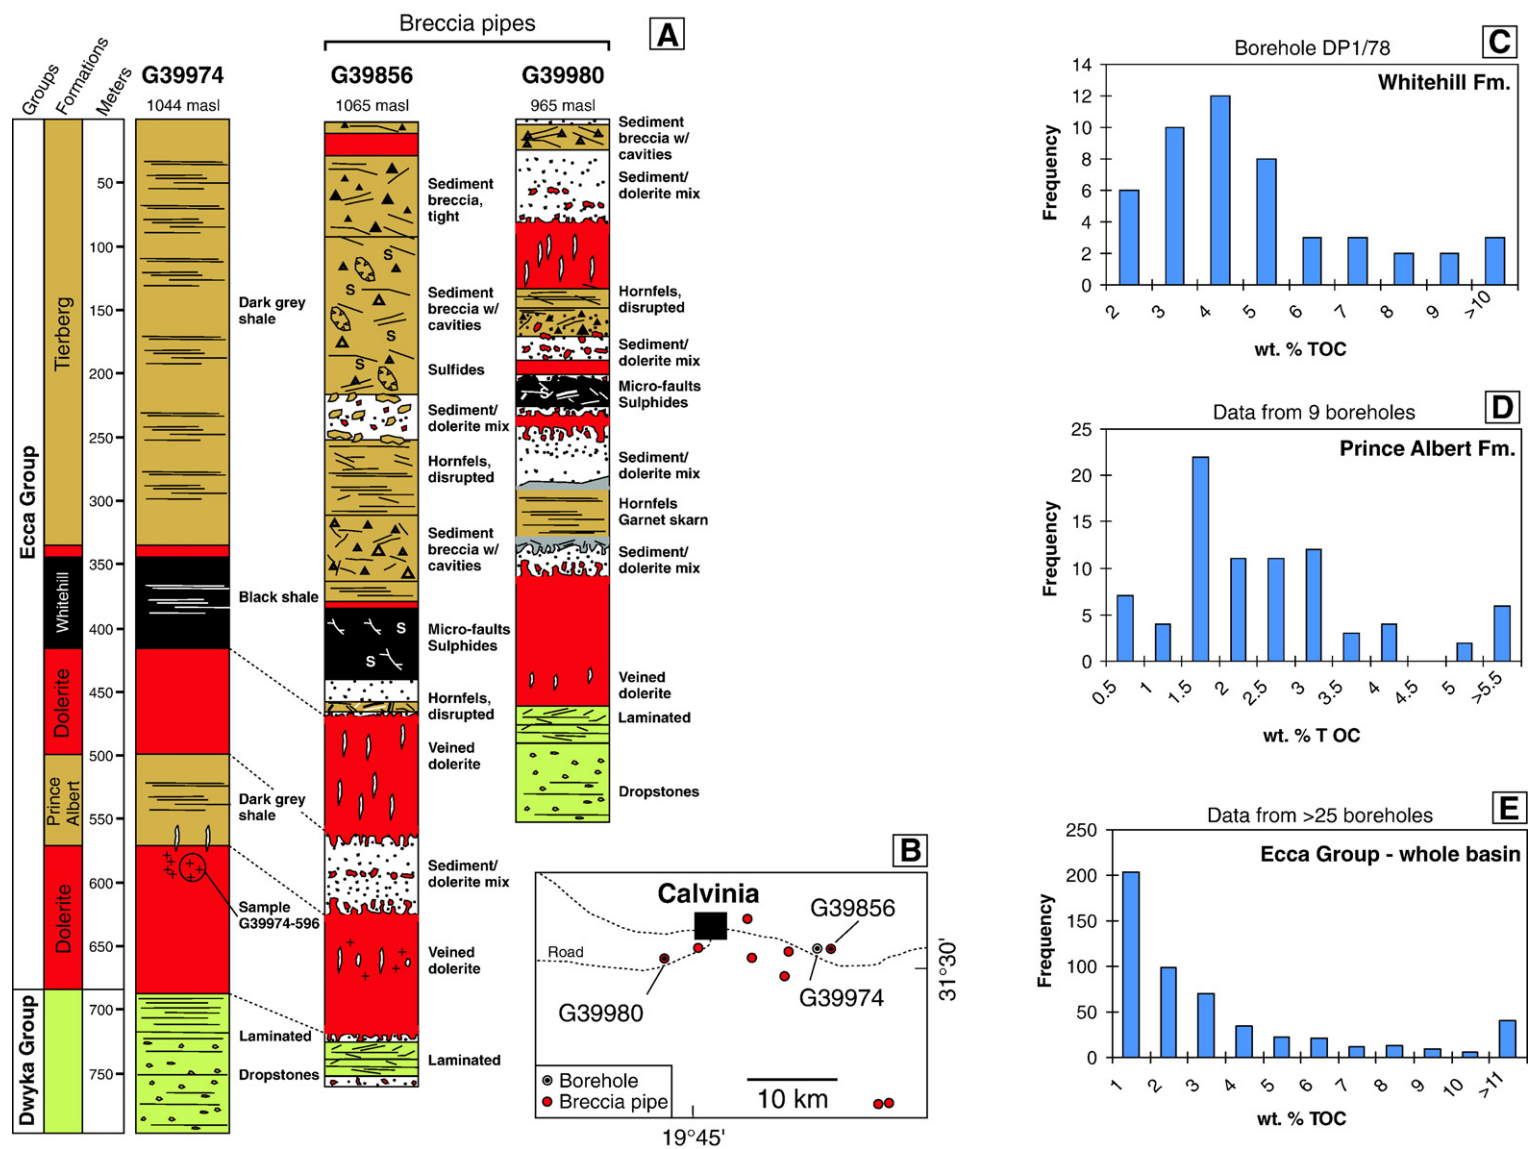 Breccia pipes
A
Groups
Formations
Meters
G39974
G39856
G39980
1044 masl
1065 masl
965 masl
Ecca Group
Dwyka Group
Tierberg
Whitehill
Dolerite
Prince
Albert
Dolerite
50
100
150
200
250
300
350
400
450
500
550
600
650
700
750
Dark grey
shale
Black shale
Dark grey
shale
Sample
G39974-596
Laminated
Dropstones
S
S
S
S
S
S
Sediment
breccia,
tight
Sediment
breccia w/
cavities
Sulfides
Sediment/
dolerite mix
Hornfels,
disrupted
Sediment
breccia w/
cavities
Micro-faults
Sulphides
Hornfels,
disrupted
Veined
dolerite
Sediment/
dolerite mix
Veined
dolerite
Laminated
S
Sediment
breccia w/
cavities
Sediment/
dolerite mix
Hornfels,
disrupted
Sediment/
dolerite mix
Micro-faults
Sulphides
Sediment/
dolerite mix
Hornfels
Garnet skarn
Sediment/
dolerite mix
Veined
dolerite
Laminated
Dropstones
B
Calvinia
G39856
Road
G39980
G39974
31°30'
Borehole
Breccia pipe
10 km
19°45'
C
Borehole DP1/78
Whitehill Fm.
Frequency
14
12
10
8
6
4
2
0
2 3 4 5 6 7 8 9 >10
wt. % TOC
D
Data from 9 boreholes
Prince Albert Fm.
Frequency
25
20
15
10
5
0
0.5 1 1.5 2 2.5 3 3.5 4 4.5 5 >5.5
wt. % T OC
E
Data from >25 boreholes
Ecca Group - whole basin
Frequency
250
200
150
100
50
0
1 2 3 4 5 6 7 8 9 10 >11
wt. % TOC